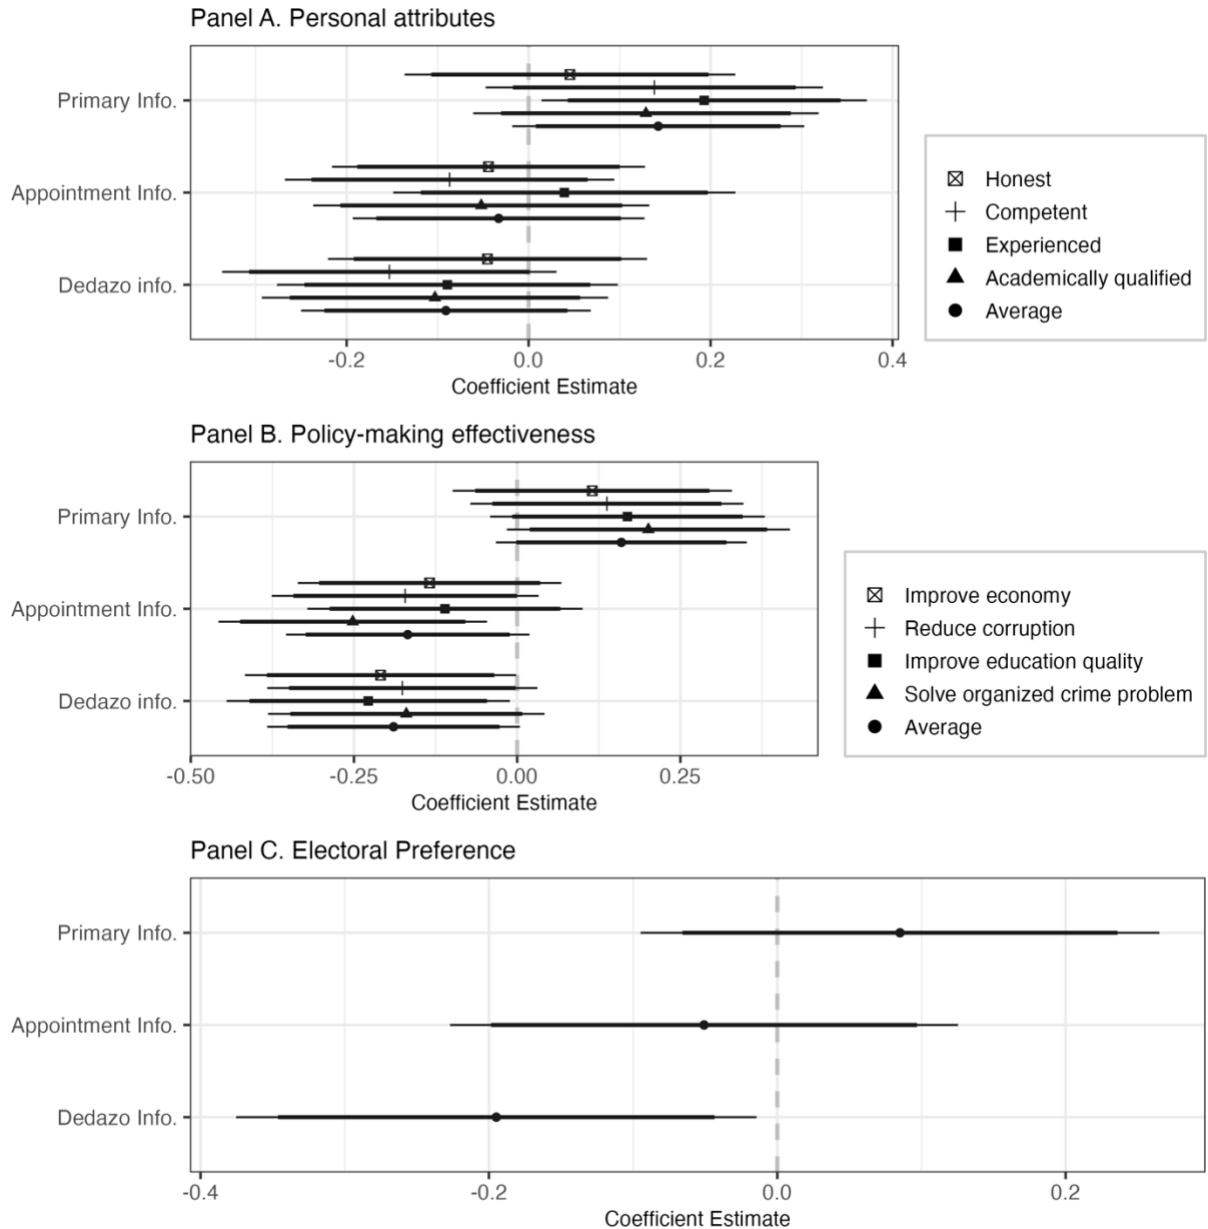 Panel A. Personal attributes
Primary Info.
Appointment Info.
Dedazo info.
-0.2 0.0 0.2 0.4
Coefficient Estimate
Honest
Competent
Experienced
Academically qualified
Average
Panel B. Policy-making effectiveness
Primary Info.
Appointment Info.
Dedazo info.
-0.50 -0.25 0.00 0.25
Coefficient Estimate
Improve economy
Reduce corruption
Improve education quality
Solve organized crime problem
Average
Panel C. Electoral Preference
Primary Info.
Appointment Info.
Dedazo Info.
-0.4 -0.2 0.0 0.2
Coefficient Estimate